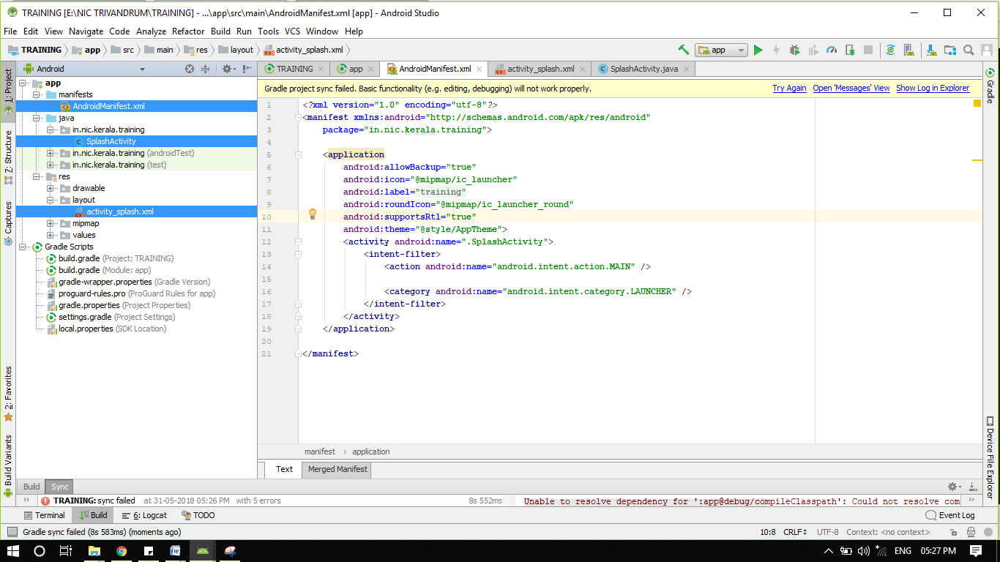 TRAINING [E:\NIC TRIVANDRUM\TRAINING] - ...\app\src\main\AndroidManifest.xml [app] - Android Studio
File Edit View Navigate Code Analyze Refactor Build Run Tools VCS Window Help
TRAINING app src main res layout activity_splash.xml
app
Android
TRAINING app AndroidManifest.xml activity_splash.xml SplashActivity.java
Gradle project sync failed. Basic functionality (e.g. editing, debugging) will not work properly.
Try Again Open 'Messages' View Show Log in Explorer
1: Project
Z: Structure
Captures
2: Favorites
Build Variants
app
manifests
AndroidManifest.xml
java
in.nic.kerala.training
SplashActivity
in.nic.kerala.training (androidTest)
in.nic.kerala.training (test)
res
drawable
layout
activity_splash.xml
mipmap
values
Gradle Scripts
build.gradle (Project: TRAINING)
build.gradle (Module: app)
gradle-wrapper.properties (Gradle Version)
proguard-rules.pro (ProGuard Rules for app)
gradle.properties (Project Properties)
settings.gradle (Project Settings)
local.properties (SDK Location)
1 <?xml version="1.0" encoding="utf-8"?>
2 <manifest xmlns:android="http://schemas.android.com/apk/res/android"
3 package="in.nic.kerala.training">
4
5 <application
6 android:allowBackup="true"
7 android:icon="@mipmap/ic_launcher"
8 android:label="training"
9 android:roundIcon="@mipmap/ic_launcher_round"
10 android:supportsRtl="true"
11 android:theme="@style/AppTheme">
12 <activity android:name=".SplashActivity">
13 <intent-filter>
14 <action android:name="android.intent.action.MAIN" />
15
16 <category android:name="android.intent.category.LAUNCHER" />
17 </intent-filter>
18 </activity>
19 </application>
20
21 </manifest>
Gradle
Device File Explorer
manifest › application
Text Merged Manifest
Build Sync
TRAINING: sync failed at 31-05-2018 05:26 PM with 5 errors 8s 552ms
Unable to resolve dependency for ':app@debug/compileClasspath': Could not resolve com
Terminal Build 6: Logcat TODO Event Log
Gradle sync failed (8s 583ms) (moments ago) 10:8 CRLF UTF-8 Context: <no context>
ENG 05:27 PM